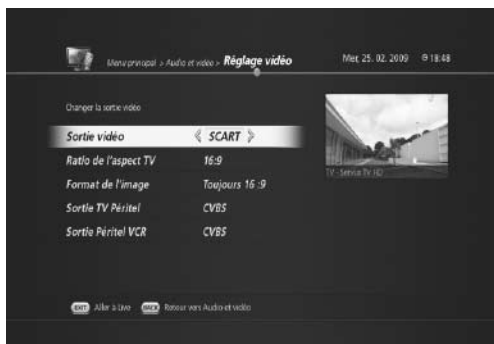 Menu principal > Audio et vidéo > Réglage vidéo
Mer, 25. 02. 2009 18:48
Changer la sortie vidéo
Sortie vidéo SCART
Ratio de l'aspect TV 16:9
Format de l'image Toujours 16 :9
Sortie TV Péritel CVBS
Sortie Péritel VCR CVBS
TV - Service TV HD
EXIT Aller à Live BACK Retour vers Audio et vidéo